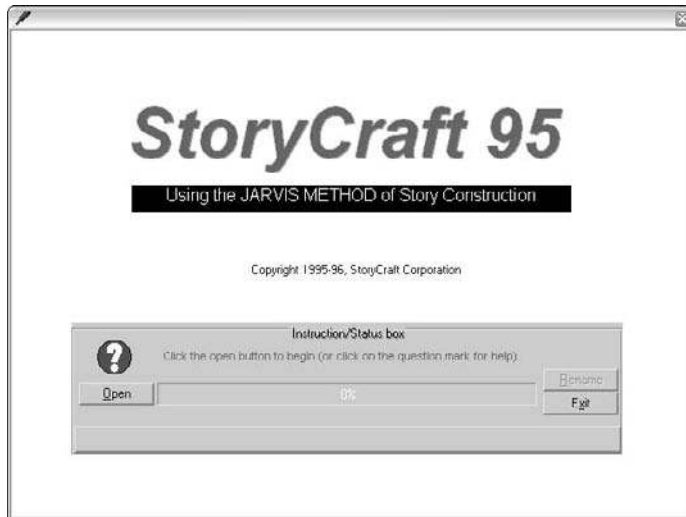 StoryCraft 95
Using the JARVIS METHOD of Story Construction
Copyright 1995-96, StoryCraft Corporation
Instruction/Status box
?
Click the open button to begin (or click on the question mark for help)
Rename
Open
0%
Exit